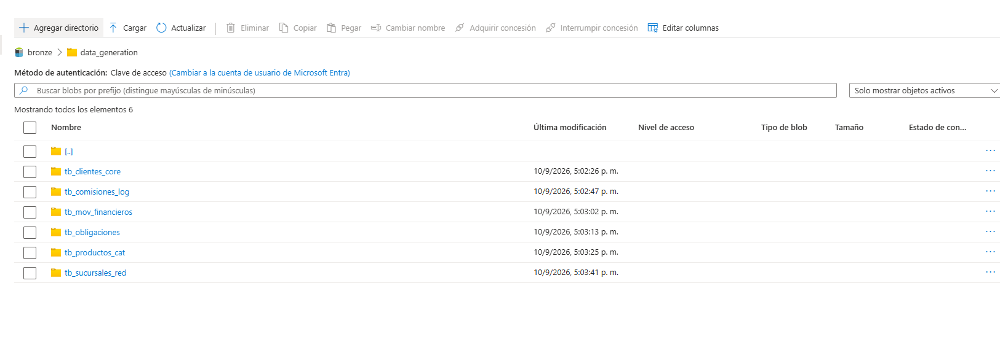 Agregar directorio Cargar Actualizar Eliminar Copiar Pegar Cambiar nombre Adquirir concesión Interrumpir concesión Editar columnas
bronze > data_generation
Método de autenticación: Clave de acceso (Cambiar a la cuenta de usuario de Microsoft Entra)
Buscar blobs por prefijo (distingue mayúsculas de minúsculas) Solo mostrar objetos activos
Mostrando todos los elementos 6
Nombre Última modificación Nivel de acceso Tipo de blob Tamaño Estado de con...
[..]
tb_clientes_core 10/9/2026, 5:02:26 p. m.
tb_comisiones_log 10/9/2026, 5:02:47 p. m.
tb_mov_financieros 10/9/2026, 5:03:02 p. m.
tb_obligaciones 10/9/2026, 5:03:13 p. m.
tb_productos_cat 10/9/2026, 5:03:25 p. m.
tb_sucursales_red 10/9/2026, 5:03:41 p. m.